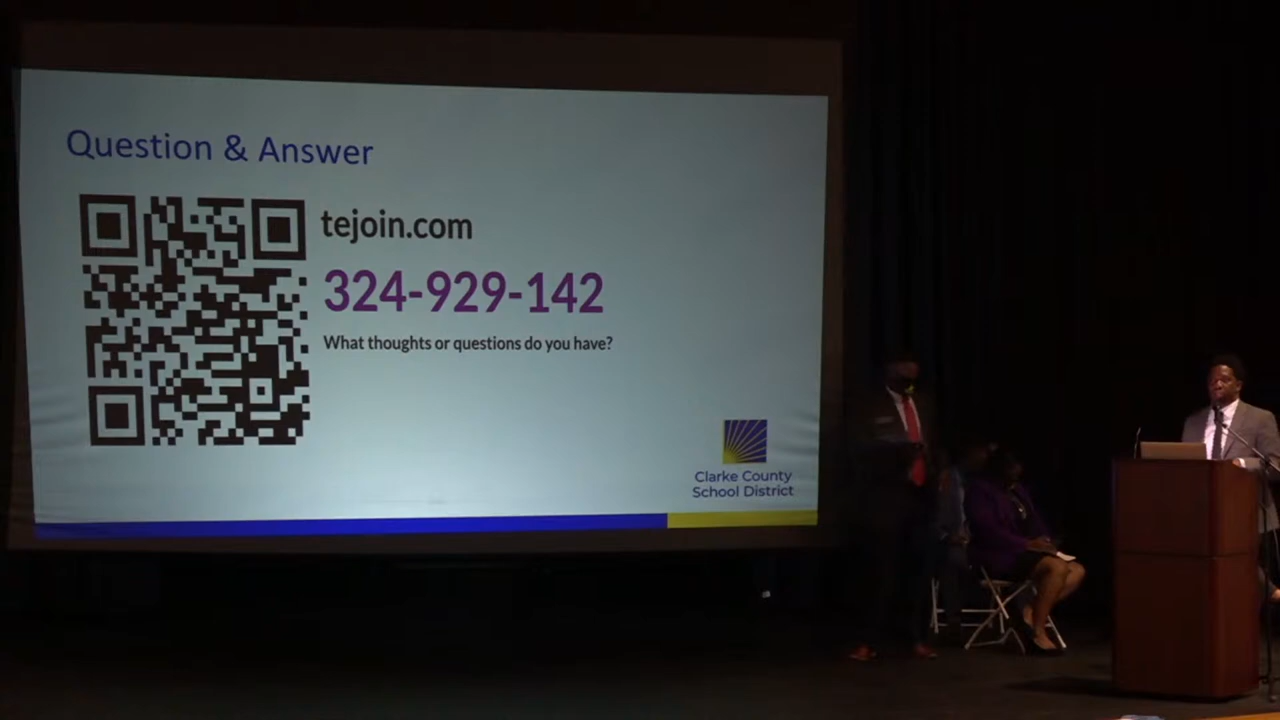 Question & Answer
tejoin.com
324-929-142
What thoughts or questions do you have?
Clarke County
School District